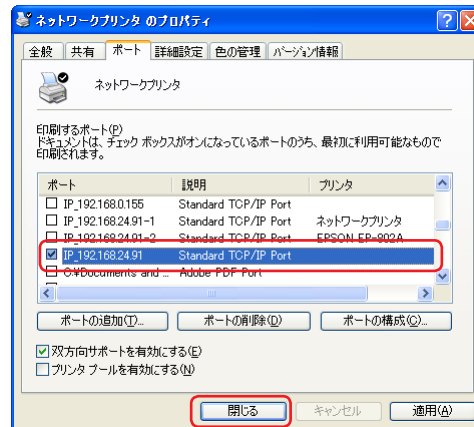 ネットワークプリンタ のプロパティ
全般 共有 ポート 詳細設定 色の管理 バージョン情報
ネットワークプリンタ
印刷するポート(P)
ドキュメントは、チェック ボックスがオンになっているポートのうち、最初に利用可能なもので
印刷されます。
ポート 説明 プリンタ
IP_192.168.0.155 Standard TCP/IP Port
IP_192.168.24.91-1 Standard TCP/IP Port ネットワークプリンタ
IP_192.168.24.91-2 Standard TCP/IP Port EPSON EP-802A
IP_192.168.24.91 Standard TCP/IP Port
C:¥Documents and ... Adobe PDF Port
ポートの追加(T)... ポートの削除(D) ポートの構成(C)...
双方向サポートを有効にする(E)
プリンタ プールを有効にする(N)
閉じる キャンセル 適用(A)